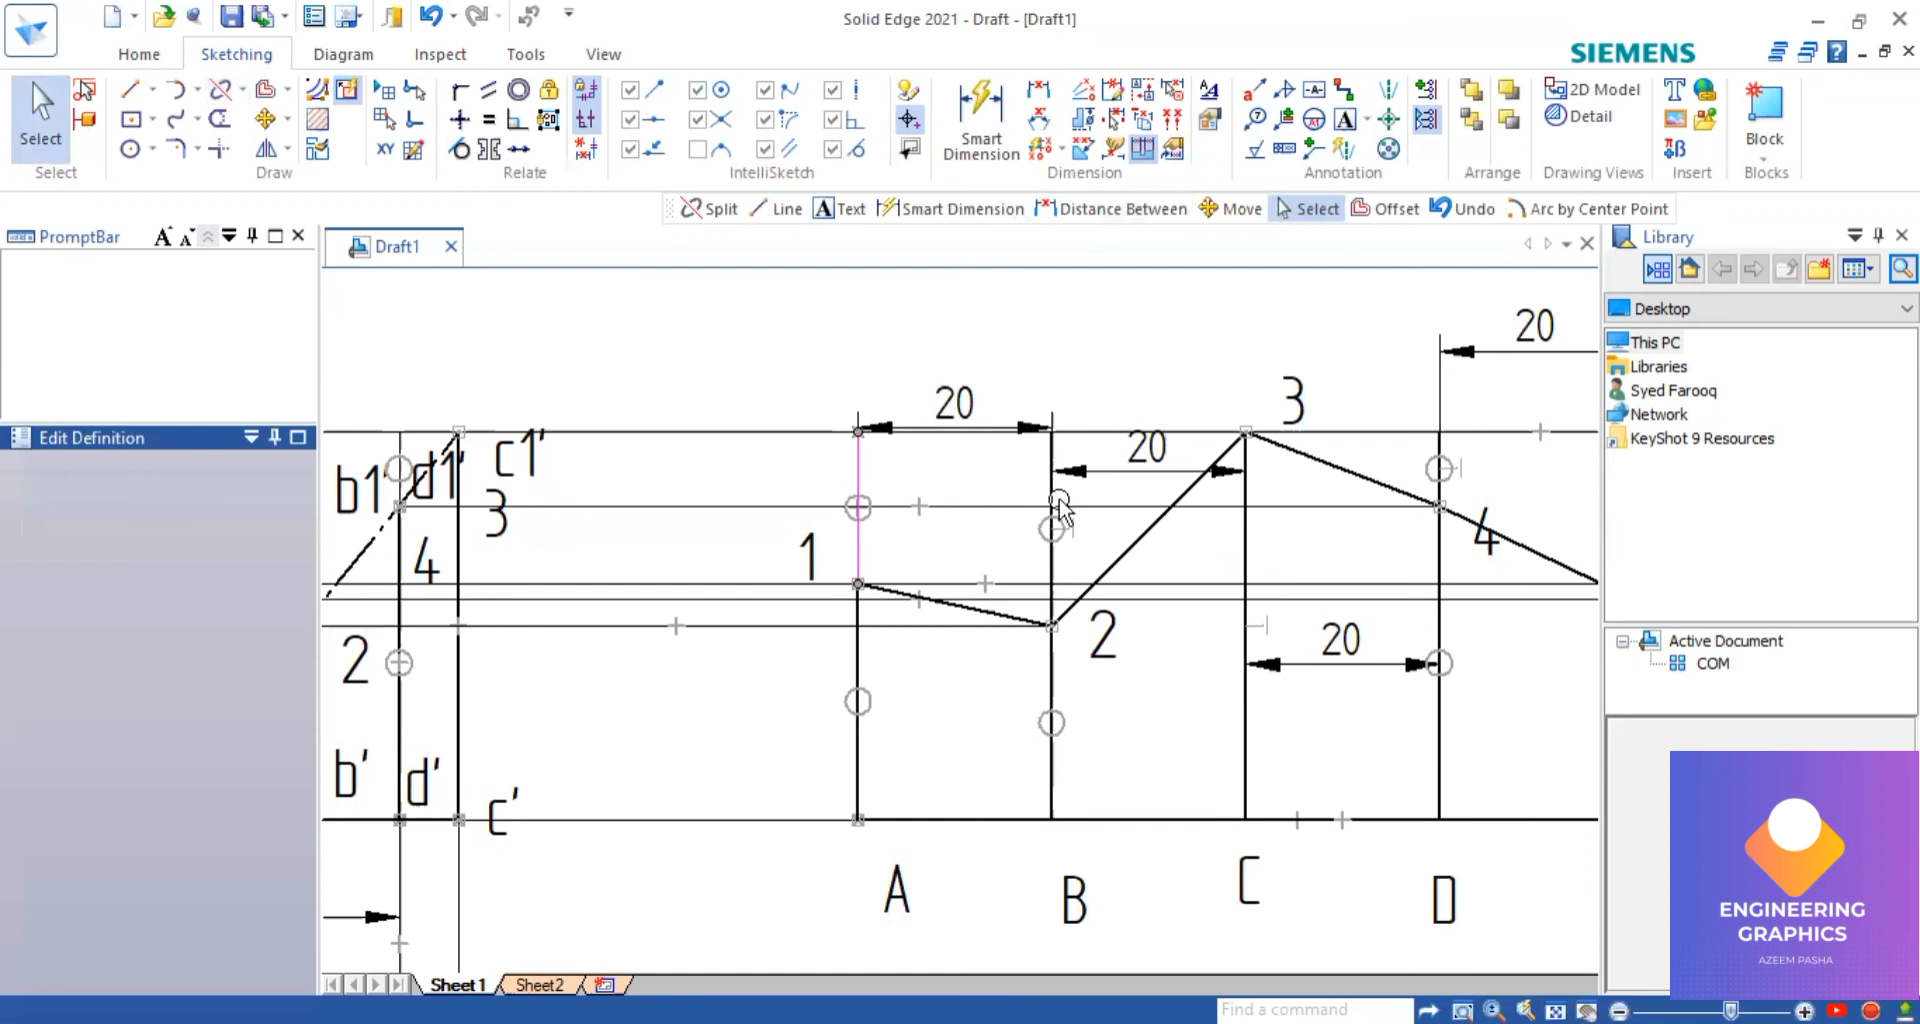 Solid Edge 2021 - Draft - [Draft1]
Home
Sketching
Diagram
Inspect
Tools
View
SIEMENS
Select
Smart
Dimension
2D Model
Detail
Block
Select
Draw
Relate
IntelliSketch
Dimension
Annotation
Arrange
Drawing Views
Insert
Blocks
Split
Line
Text
Smart Dimension
Distance Between
Move
Select
Offset
Undo
Arc by Center Point
PromptBar
Draft1
Library
Desktop
This PC
Libraries
Syed Farooq
Network
KeyShot 9 Resources
Edit Definition
Active Document
COM
20
20
20
20
3
b1'
d1'
c1'
3
1
4
4
2
2
b'
d'
c'
A
B
C
D
ENGINEERING
GRAPHICS
AZEEM PASHA
Sheet1
Sheet2
Find a command